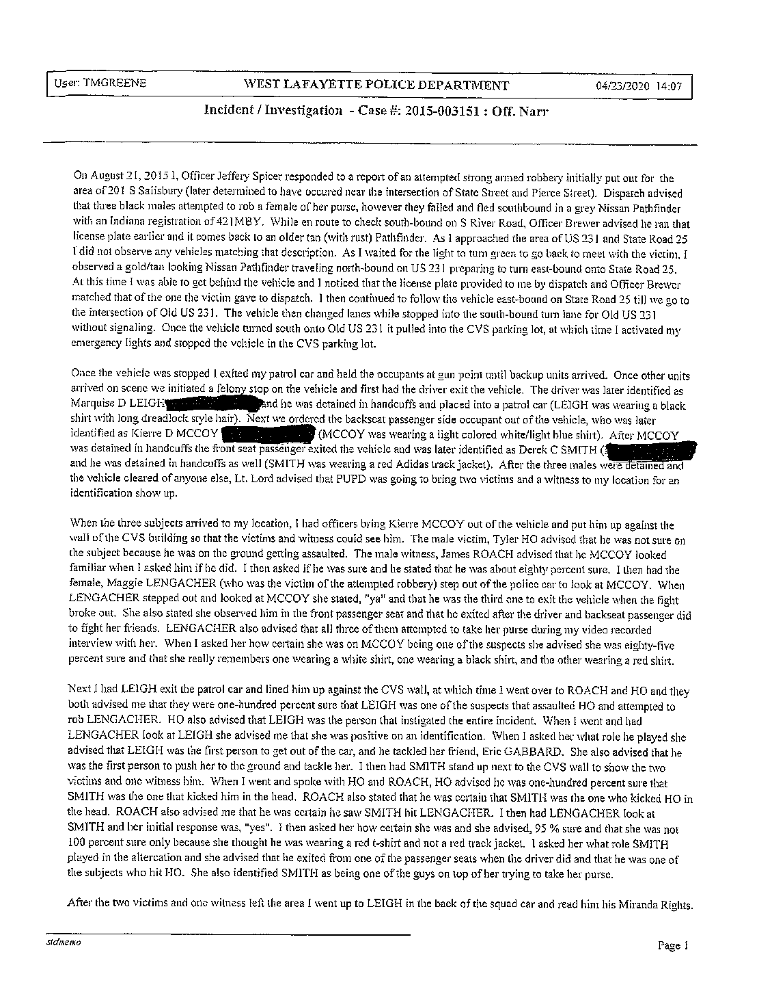 User: TMGREENE WEST LAFAYETTE POLICE DEPARTMENT 04/23/2020 14:07
Incident / Investigation - Case #: 2015-003151 : Off. Narr
On August 21, 2015 I, Officer Jeffery Spicer responded to a report of an attempted strong armed robbery initially put out for the
area of 201 S Salisbury (later determined to have occured near the intersection of State Street and Pierce Street). Dispatch advised
that three black males attempted to rob a female of her purse, however they failed and fled southbound in a grey Nissan Pathfinder
with an Indiana registration of 421MBY. While en route to check south-bound on S River Road, Officer Brewer advised he ran that
license plate earlier and it comes back to an older tan (with rust) Pathfinder. As I approached the area of US 231 and State Road 25
I did not observe any vehicles matching that description. As I waited for the light to turn green to go back to meet with the victim, I
observed a gold/tan looking Nissan Pathfinder traveling north-bound on US 231 preparing to turn east-bound onto State Road 25.
At this time I was able to get behind the vehicle and I noticed that the license plate provided to me by dispatch and Officer Brewer
matched that of the one the victim gave to dispatch. I then continued to follow the vehicle east-bound on State Road 25 till we go to
the intersection of Old US 231. The vehicle then changed lanes while stopped into the south-bound turn lane for Old US 231
without signaling. Once the vehicle turned south onto Old US 231 it pulled into the CVS parking lot, at which time I activated my
emergency lights and stopped the vehicle in the CVS parking lot.
Once the vehicle was stopped I exited my patrol car and held the occupants at gun point until backup units arrived. Once other units
arrived on scene we initiated a felony stop on the vehicle and first had the driver exit the vehicle. The driver was later identified as
Marquise D LEIGH and he was detained in handcuffs and placed into a patrol car (LEIGH was wearing a black
shirt with long dreadlock style hair). Next we ordered the backseat passenger side occupant out of the vehicle, who was later
identified as Kierre D MCCOY (MCCOY was wearing a light colored white/light blue shirt). After MCCOY
was detained in handcuffs the front seat passenger exited the vehicle and was later identified as Derek C SMITH (
and he was detained in handcuffs as well (SMITH was wearing a red Adidas track jacket). After the three males were detained and
the vehicle cleared of anyone else, Lt. Lord advised that PUPD was going to bring two victims and a witness to my location for an
identification show up.
When the three subjects arrived to my location, I had officers bring Kierre MCCOY out of the vehicle and put him up against the
wall of the CVS building so that the victims and witness could see him. The male victim, Tyler HO advised that he was not sure on
the subject because he was on the ground getting assaulted. The male witness, James ROACH advised that he MCCOY looked
familiar when I asked him if he did. I then asked if he was sure and he stated that he was about eighty percent sure. I then had the
female, Maggie LENGACHER (who was the victim of the attempted robbery) step out of the police car to look at MCCOY. When
LENGACHER stepped out and looked at MCCOY she stated, "ya" and that he was the third one to exit the vehicle when the fight
broke out. She also stated she observed him in the front passenger seat and that he exited after the driver and backseat passenger did
to fight her friends. LENGACHER also advised that all three of them attempted to take her purse during my video recorded
interview with her. When I asked her how certain she was on MCCOY being one of the suspects she advised she was eighty-five
percent sure and that she really remembers one wearing a white shirt, one wearing a black shirt, and the other wearing a red shirt.
Next I had LEIGH exit the patrol car and lined him up against the CVS wall, at which time I went over to ROACH and HO and they
both advised me that they were one-hundred percent sure that LEIGH was one of the suspects that assaulted HO and attempted to
rob LENGACHER. HO also advised that LEIGH was the person that instigated the entire incident. When I went and had
LENGACHER look at LEIGH she advised me that she was positive on an identification. When I asked her what role he played she
advised that LEIGH was the first person to get out of the car, and he tackled her friend, Eric GABBARD. She also advised that he
was the first person to push her to the ground and tackle her. I then had SMITH stand up next to the CVS wall to show the two
victims and one witness him. When I went and spoke with HO and ROACH, HO advised he was one-hundred percent sure that
SMITH was the one that kicked him in the head. ROACH also stated that he was certain that SMITH was the one who kicked HO in
the head. ROACH also advised me that he was certain he saw SMITH hit LENGACHER. I then had LENGACHER look at
SMITH and her initial response was, "yes". I then asked her how certain she was and she advised, 95 % sure and that she was not
100 percent sure only because she thought he was wearing a red t-shirt and not a red track jacket. I asked her what role SMITH
played in the altercation and she advised that he exited from one of the passenger seats when the driver did and that he was one of
the subjects who hit HO. She also identified SMITH as being one of the guys on top of her trying to take her purse.
After the two victims and one witness left the area I went up to LEIGH in the back of the squad car and read him his Miranda Rights.
stdmemo Page 1